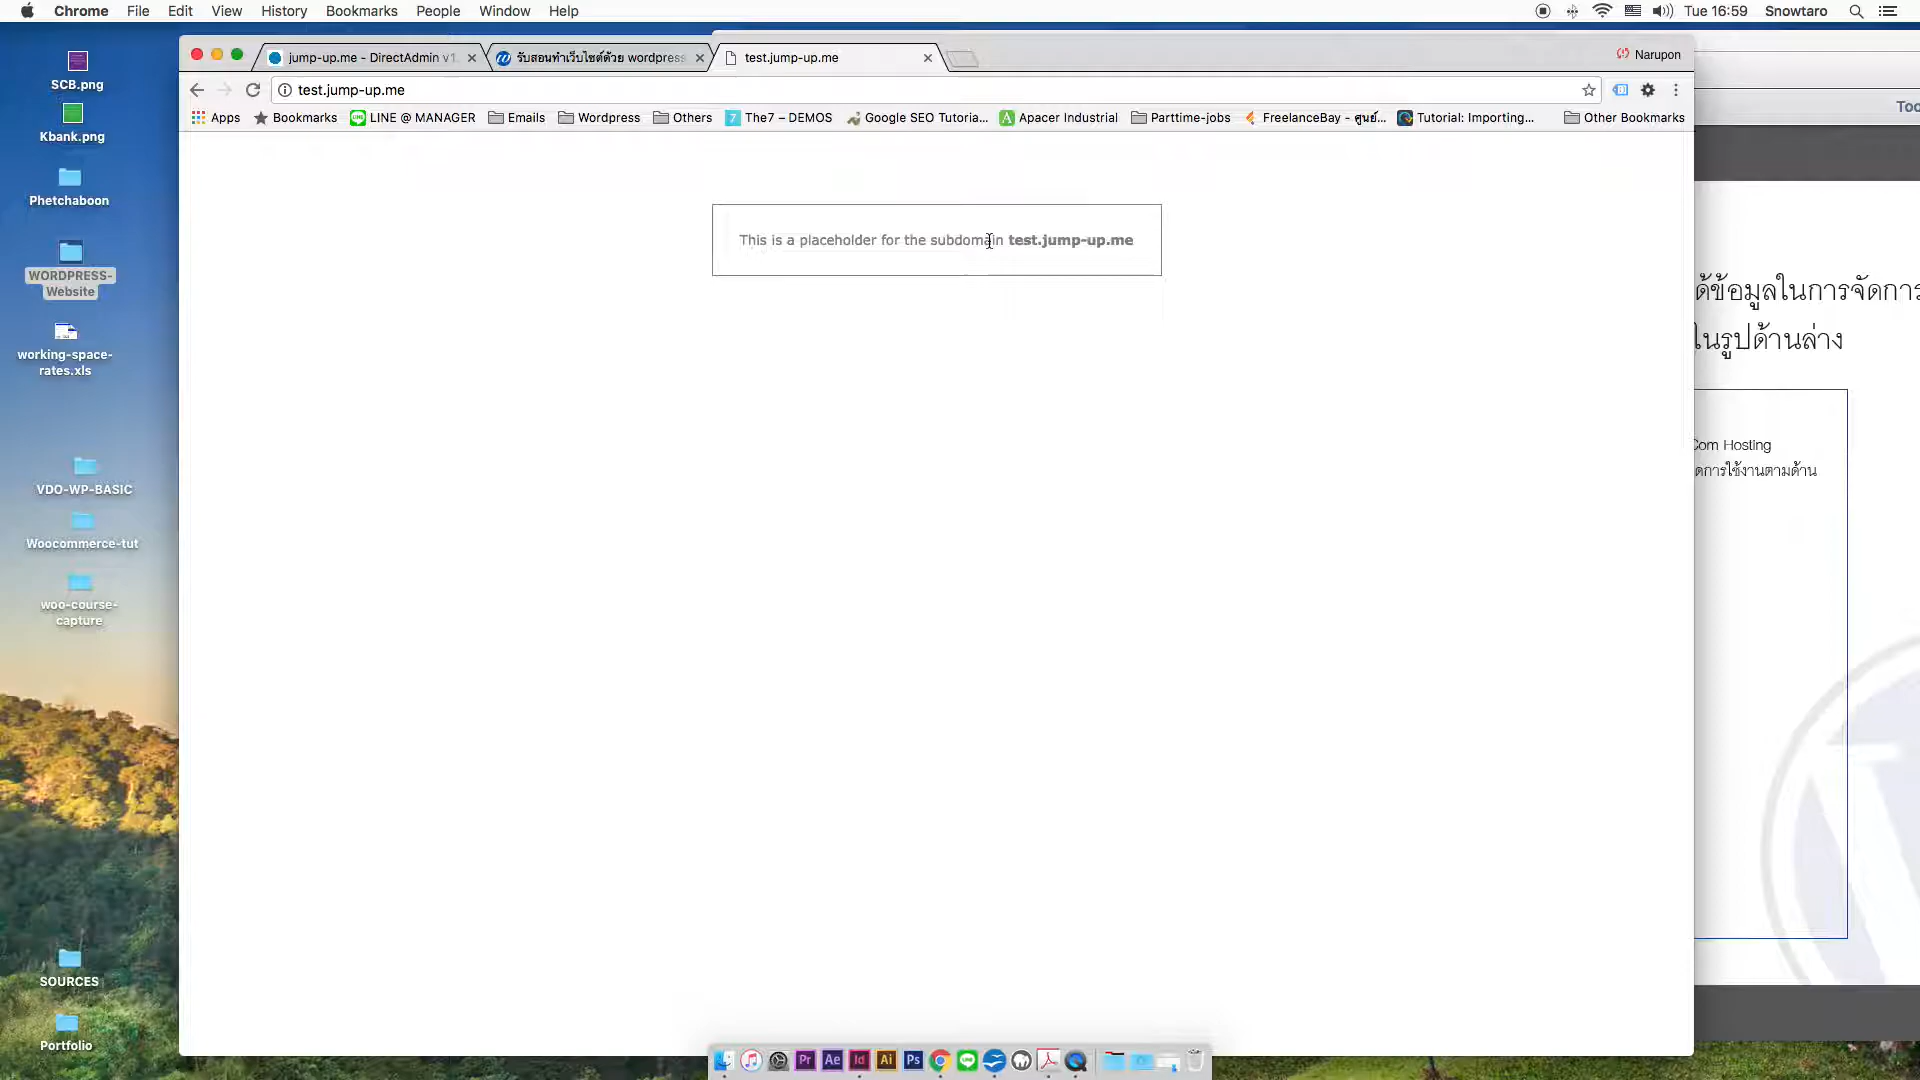 Chrome File Edit View History Bookmarks People Window Help
Tue 16:59 Snowtaro
jump-up.me - DirectAdmin v1.
รับสอนทำเว็บไซต์ด้วย wordpress
test.jump-up.me
Narupon
test.jump-up.me
Apps Bookmarks LINE @ MANAGER Emails Wordpress Others The7 – DEMOS Google SEO Tutoria... Apacer Industrial Parttime-jobs FreelanceBay - ศูนย์... Tutorial: Importing... Other Bookmarks
Too
This is a placeholder for the subdomain test.jump-up.me
SCB.png
Kbank.png
Phetchaboon
WORDPRESS-
Website
working-space-
rates.xls
VDO-WP-BASIC
Woocommerce-tut
woo-course-
capture
SOURCES
Portfolio
ด้ข้อมูลในการจัดการ
ในรูปด้านล่าง
Com Hosting
ดการใช้งานตามด้าน
Pr Ae Id Ai Ps